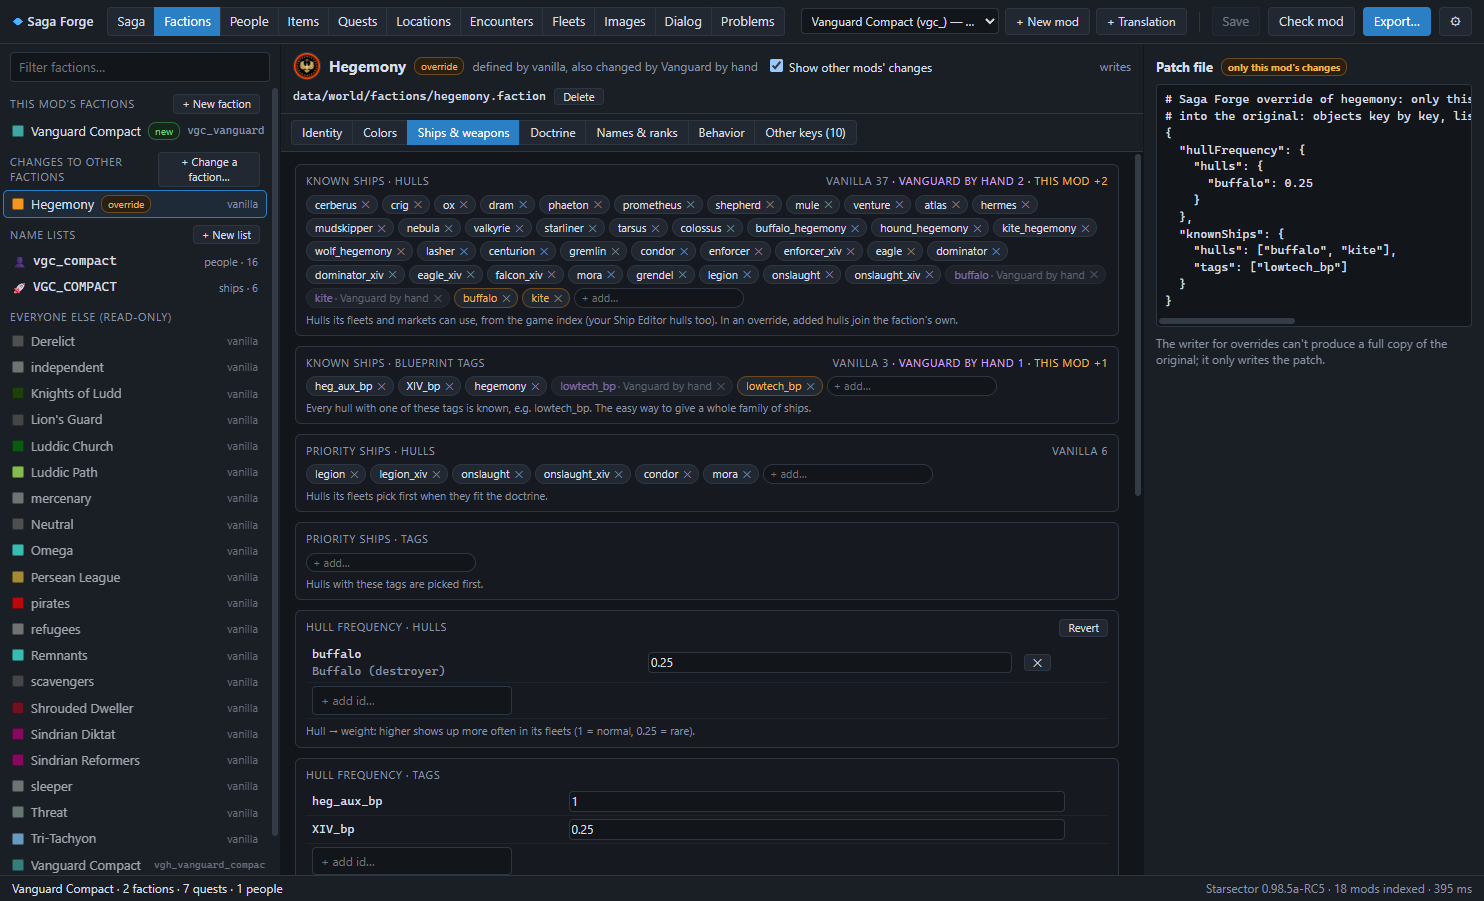 Saga Forge
Saga Factions People Items Quests Locations Encounters Fleets Images Dialog Problems
Vanguard Compact (vgc_) — ...
+ New mod
+ Translation
Save
Check mod
Export...
Filter factions...
THIS MOD'S FACTIONS
+ New faction
Vanguard Compact new vgc_vanguard
CHANGES TO OTHER FACTIONS
+ Change a faction...
Hegemony override vanilla
NAME LISTS
+ New list
vgc_compact people · 16
VGC_COMPACT ships · 6
EVERYONE ELSE (READ-ONLY)
Derelict vanilla
independent vanilla
Knights of Ludd vanilla
Lion's Guard vanilla
Luddic Church vanilla
Luddic Path vanilla
mercenary vanilla
Neutral vanilla
Omega vanilla
Persean League vanilla
pirates vanilla
refugees vanilla
Remnants vanilla
scavengers vanilla
Shrouded Dweller vanilla
Sindrian Diktat vanilla
Sindrian Reformers vanilla
sleeper vanilla
Threat vanilla
Tri-Tachyon vanilla
Vanguard Compact vgh_vanguard_compac
Hegemony override defined by vanilla, also changed by Vanguard by hand Show other mods' changes writes
data/world/factions/hegemony.faction Delete
Identity Colors Ships & weapons Doctrine Names & ranks Behavior Other keys (10)
KNOWN SHIPS · HULLS VANILLA 37 · VANGUARD BY HAND 2 · THIS MOD +2
cerberus × crig × ox × dram × phaeton × prometheus × shepherd × mule × venture × atlas × hermes ×
mudskipper × nebula × valkyrie × starliner × tarsus × colossus × buffalo_hegemony × hound_hegemony × kite_hegemony ×
wolf_hegemony × lasher × centurion × gremlin × condor × enforcer × enforcer_xiv × eagle × dominator ×
dominator_xiv × eagle_xiv × falcon_xiv × mora × grendel × legion × onslaught × onslaught_xiv × buffalo · Vanguard by hand ×
kite · Vanguard by hand × buffalo × kite × + add...
Hulls its fleets and markets can use, from the game index (your Ship Editor hulls too). In an override, added hulls join the faction's own.
KNOWN SHIPS · BLUEPRINT TAGS VANILLA 3 · VANGUARD BY HAND 1 · THIS MOD +1
heg_aux_bp × XIV_bp × hegemony × lowtech_bp · Vanguard by hand × lowtech_bp × + add...
Every hull with one of these tags is known, e.g. lowtech_bp. The easy way to give a whole family of ships.
PRIORITY SHIPS · HULLS VANILLA 6
legion × legion_xiv × onslaught × onslaught_xiv × condor × mora × + add...
Hulls its fleets pick first when they fit the doctrine.
PRIORITY SHIPS · TAGS
+ add...
Hulls with these tags are picked first.
HULL FREQUENCY · HULLS Revert
buffalo
Buffalo (destroyer)
0.25 ×
+ add id...
Hull → weight: higher shows up more often in its fleets (1 = normal, 0.25 = rare).
HULL FREQUENCY · TAGS
heg_aux_bp 1
XIV_bp 0.25
+ add id...
Patch file only this mod's changes
# Saga Forge override of hegemony: only this
# into the original: objects key by key, lis
{
"hullFrequency": {
"hulls": {
"buffalo": 0.25
}
},
"knownShips": {
"hulls": ["buffalo", "kite"],
"tags": ["lowtech_bp"]
}
}
The writer for overrides can't produce a full copy of the
original; it only writes the patch.
Vanguard Compact · 2 factions · 7 quests · 1 people
Starsector 0.98.5a-RC5 · 18 mods indexed · 395 ms